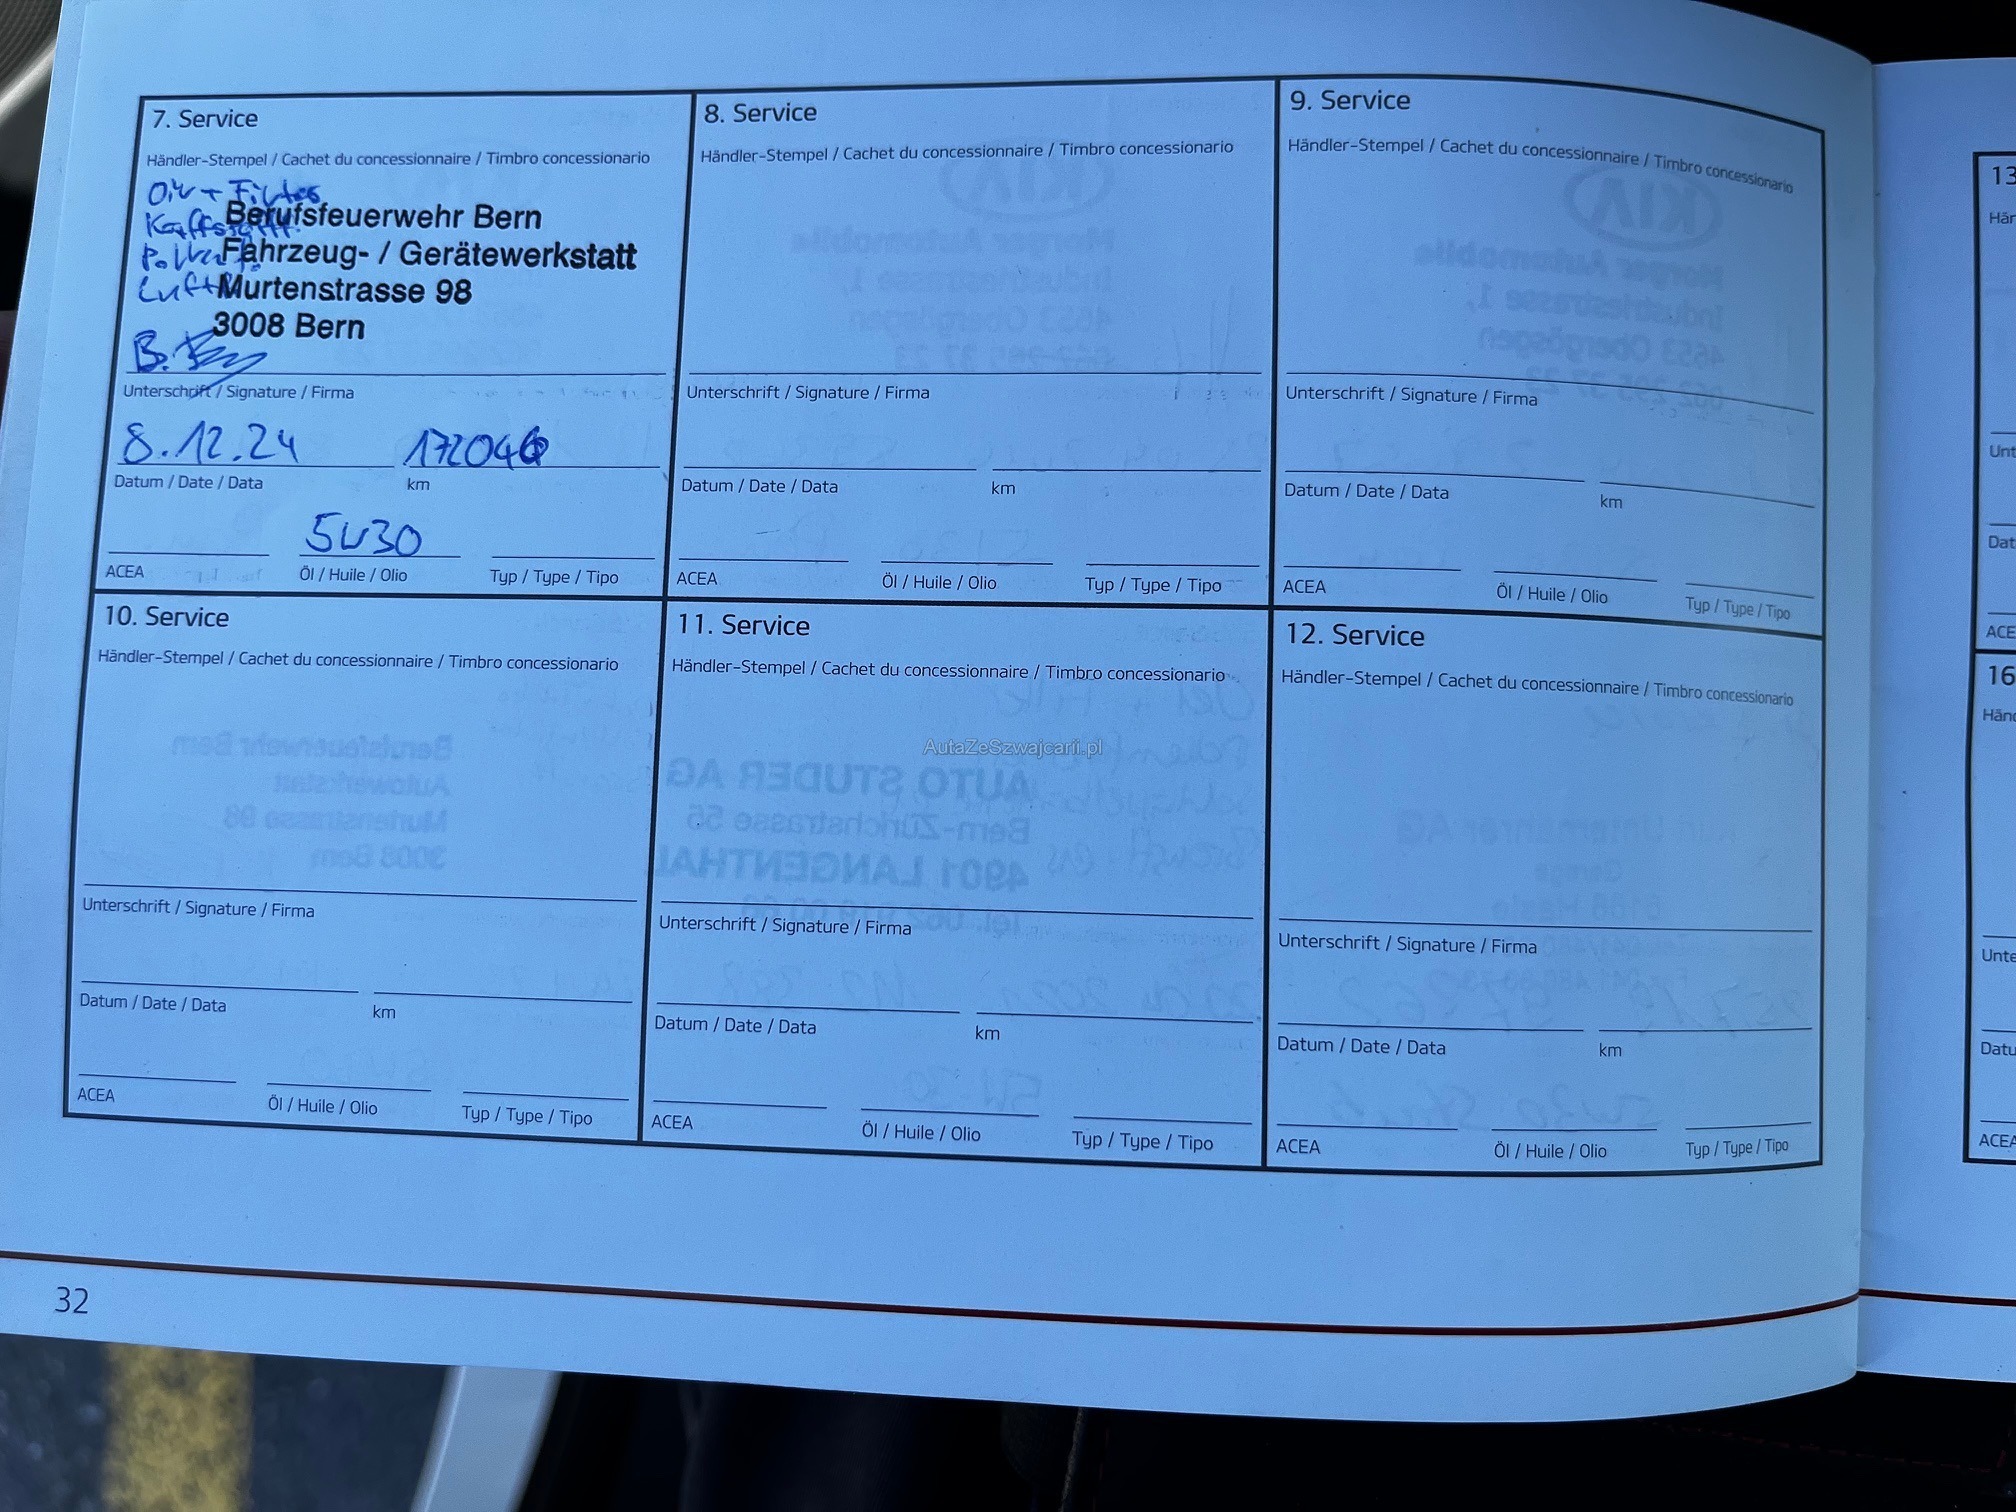 7. Service
Händler-Stempel / Cachet du concessionnaire / Timbro concessionario
Berufsfeuerwehr Bern
Fahrzeug- / Gerätewerkstatt
Luft Murtenstrasse 98
3008 Bern
Unterschrift / Signature / Firma
8.12.24
Datum / Date / Data km
5W30
ACEA Öl / Huile / Olio Typ / Type / Tipo
8. Service
Händler-Stempel / Cachet du concessionnaire / Timbro concessionario
Unterschrift / Signature / Firma
Datum / Date / Data km
ACEA Öl / Huile / Olio Typ / Type / Tipo
9. Service
Händler-Stempel / Cachet du concessionnaire / Timbro concessionario
Unterschrift / Signature / Firma
Datum / Date / Data km
ACEA Öl / Huile / Olio Typ / Type / Tipo
10. Service
Händler-Stempel / Cachet du concessionnaire / Timbro concessionario
Unterschrift / Signature / Firma
Datum / Date / Data km
ACEA Öl / Huile / Olio Typ / Type / Tipo
11. Service
Händler-Stempel / Cachet du concessionnaire / Timbro concessionario
AutaZeSzwajcarii.pl
Unterschrift / Signature / Firma
Datum / Date / Data km
ACEA Öl / Huile / Olio Typ / Type / Tipo
12. Service
Händler-Stempel / Cachet du concessionnaire / Timbro concessionario
Unterschrift / Signature / Firma
Datum / Date / Data km
ACEA Öl / Huile / Olio Typ / Type / Tipo
32
13
16